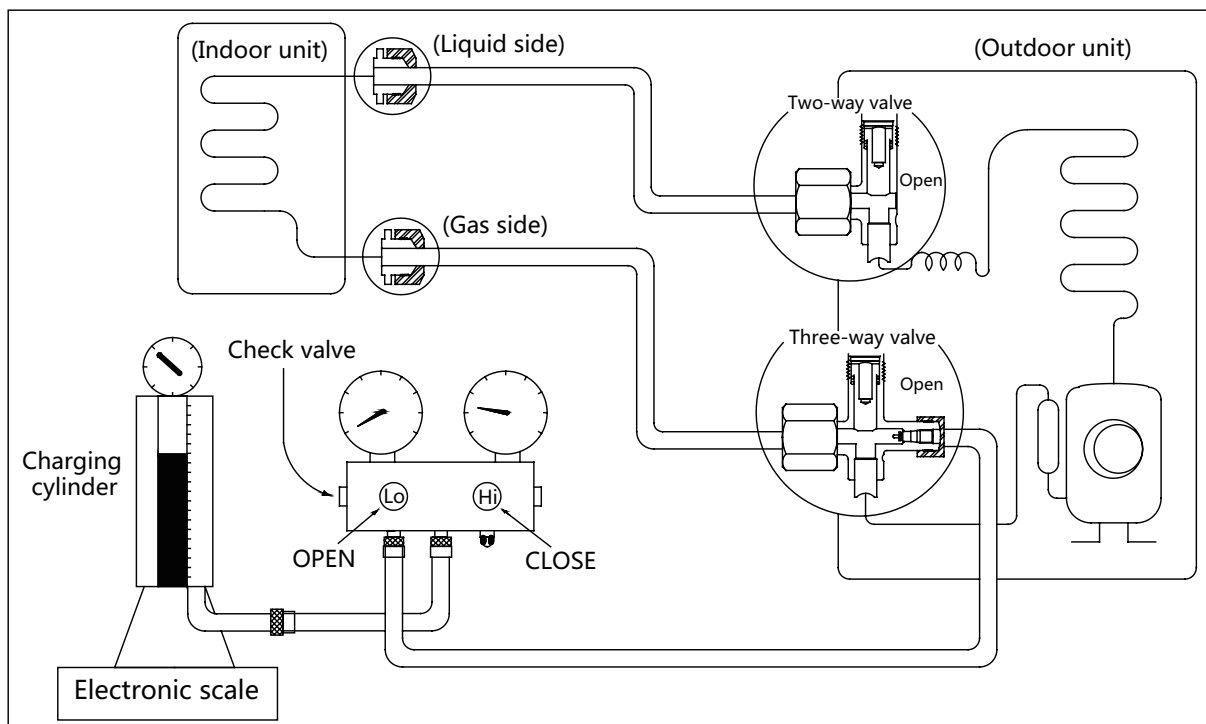 (Indoor unit)
(Liquid side)
(Outdoor unit)
Two-way valve
Open
(Gas side)
Three-way valve
Open
Check valve
Charging
cylinder
Lo
Hi
OPEN
CLOSE
Electronic scale